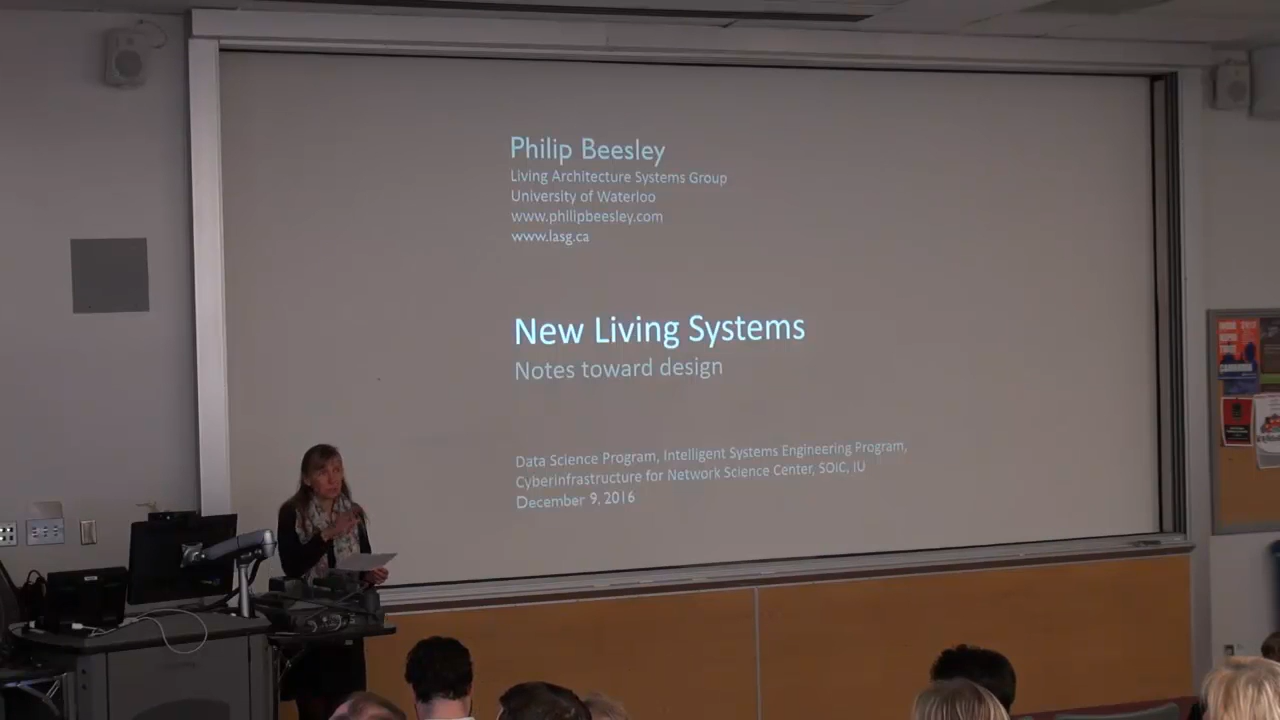 Philip Beesley
Living Architecture Systems Group
University of Waterloo
www.philipbeesley.com
www.lasg.ca
New Living Systems
Notes toward design
Data Science Program, Intelligent Systems Engineering Program,
Cyberinfrastructure for Network Science Center, SOIC, IU
December 9, 2016